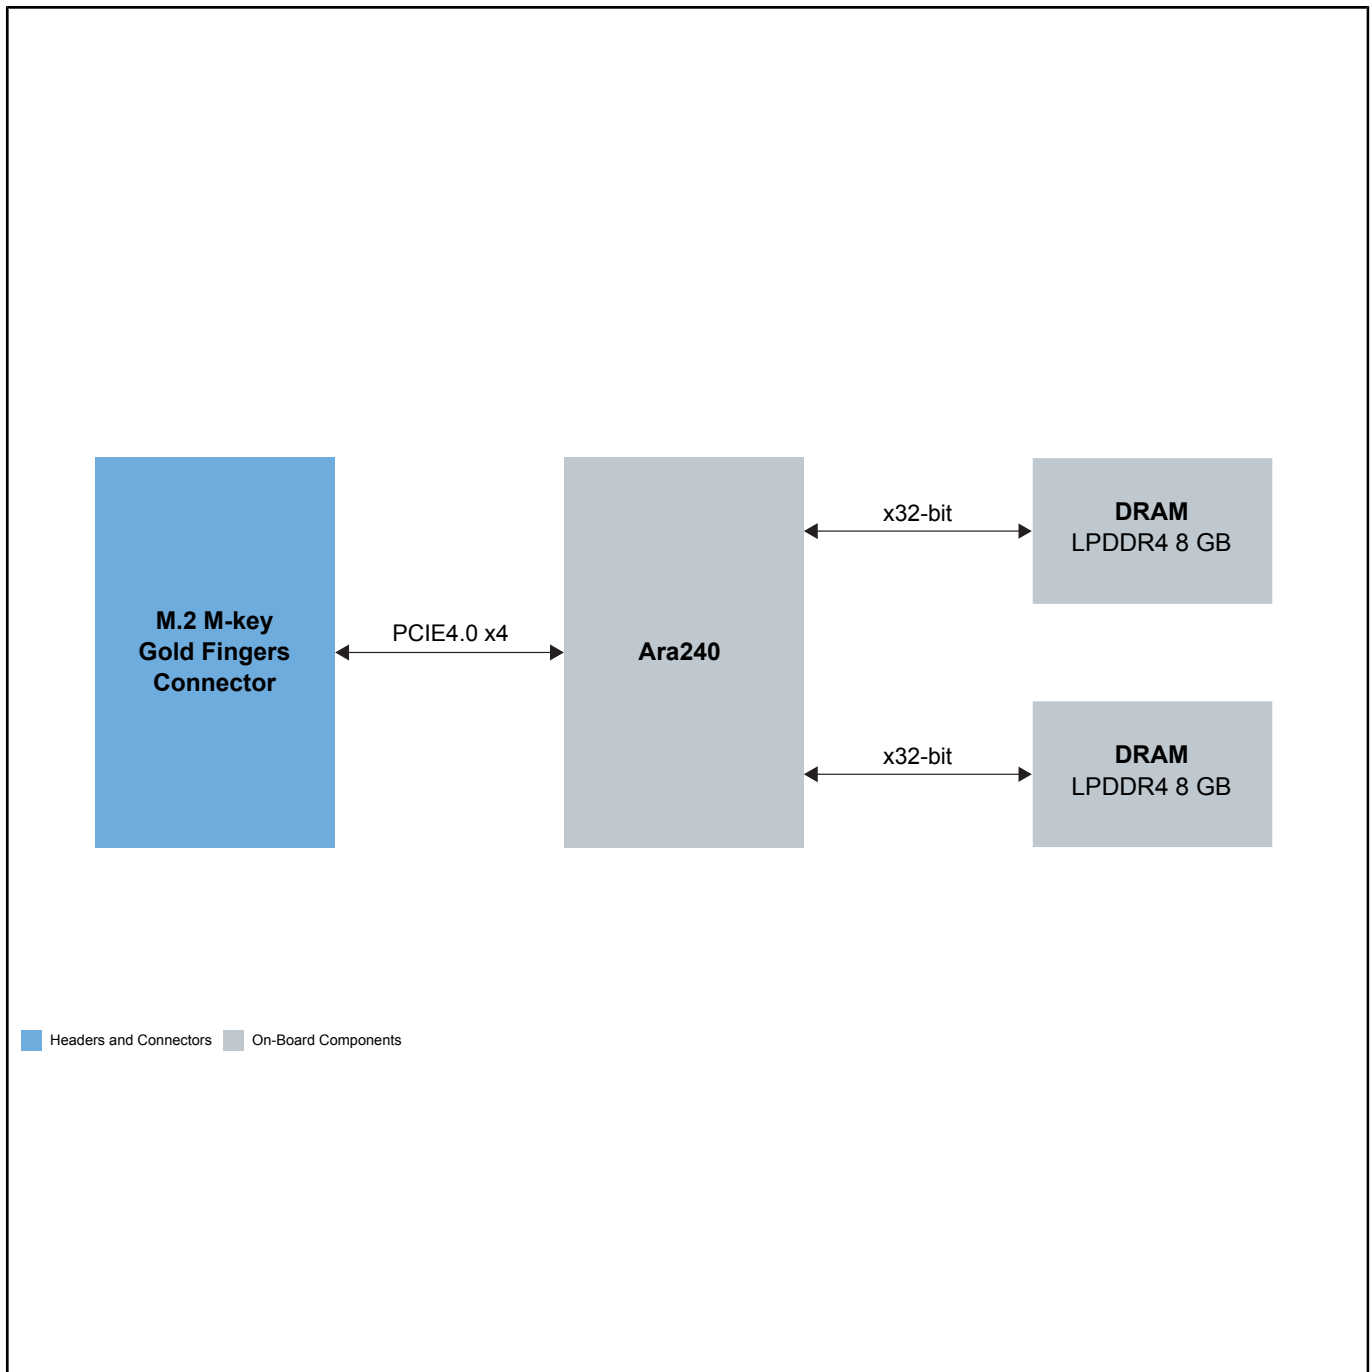 M.2 M-key
Gold Fingers
Connector
PCIE4.0 x4
Ara240
x32-bit
DRAM
LPDDR4 8 GB
x32-bit
DRAM
LPDDR4 8 GB
Headers and Connectors
On-Board Components